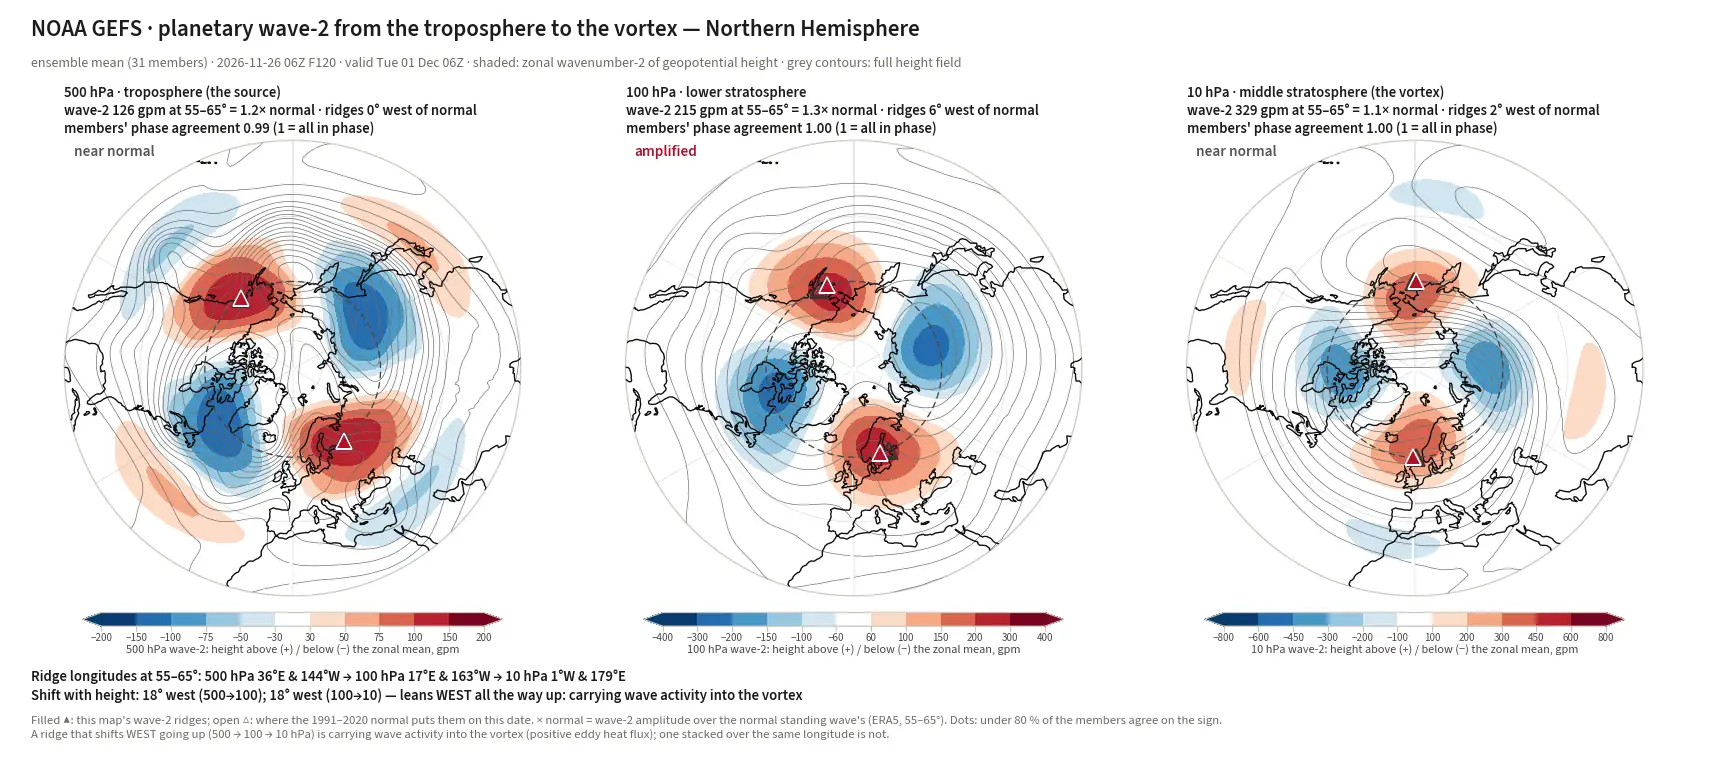 NOAA GEFS · planetary wave-2 from the troposphere to the vortex — Northern Hemisphere
ensemble mean (31 members) · 2026-11-26 06Z F120 · valid Tue 01 Dec 06Z · shaded: zonal wavenumber-2 of geopotential height · grey contours: full height field
500 hPa · troposphere (the source)
wave-2 126 gpm at 55–65° = 1.2× normal · ridges 0° west of normal
members' phase agreement 0.99 (1 = all in phase)
near normal
100 hPa · lower stratosphere
wave-2 215 gpm at 55–65° = 1.3× normal · ridges 6° west of normal
members' phase agreement 1.00 (1 = all in phase)
amplified
10 hPa · middle stratosphere (the vortex)
wave-2 329 gpm at 55–65° = 1.1× normal · ridges 2° west of normal
members' phase agreement 1.00 (1 = all in phase)
near normal
−200 −150 −100 −75 −50 −30 30 50 75 100 150 200
500 hPa wave-2: height above (+) / below (−) the zonal mean, gpm
−400 −300 −200 −150 −100 −60 60 100 150 200 300 400
100 hPa wave-2: height above (+) / below (−) the zonal mean, gpm
−800 −600 −450 −300 −200 −100 100 200 300 450 600 800
10 hPa wave-2: height above (+) / below (−) the zonal mean, gpm
Ridge longitudes at 55–65°: 500 hPa 36°E & 144°W → 100 hPa 17°E & 163°W → 10 hPa 1°W & 179°E
Shift with height: 18° west (500→100); 18° west (100→10) — leans WEST all the way up: carrying wave activity into the vortex
Filled ▲: this map's wave-2 ridges; open △: where the 1991–2020 normal puts them on this date. × normal = wave-2 amplitude over the normal standing wave's (ERA5, 55–65°). Dots: under 80 % of the members agree on the sign.
A ridge that shifts WEST going up (500 → 100 → 10 hPa) is carrying wave activity into the vortex (positive eddy heat flux); one stacked over the same longitude is not.